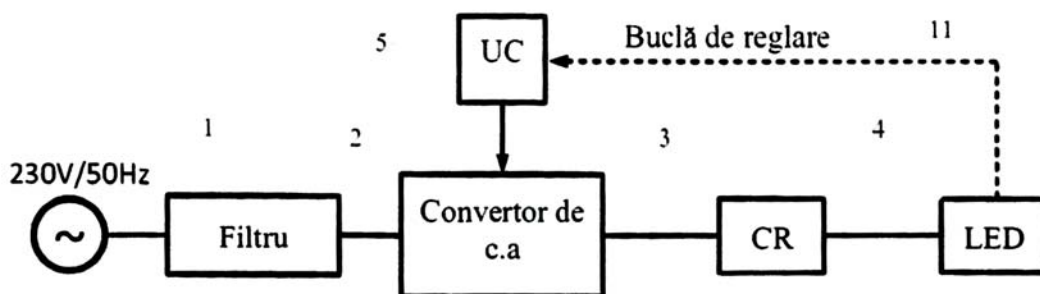 5
UC
Buclă de reglare
11
1
2
3
4
230V/50Hz
~
Filtru
Convertor de
c.a
CR
LED